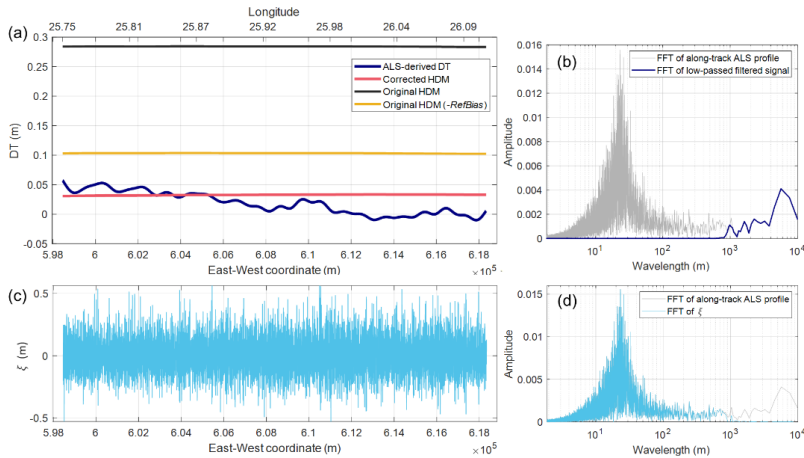 Longitude
25.75 25.81 25.87 25.92 25.98 26.04 26.09
(a)
0.3
0.25
0.2
0.15
0.1
0.05
0
-0.05
DT (m)
ALS-derived DT
Corrected HDM
Original HDM
Original HDM (-RefBias)
5.98 6 6.02 6.04 6.06 6.08 6.1 6.12 6.14 6.16 6.18
East-West coordinate (m)
×10⁵
(b)
0.016
0.014
0.012
0.010
0.008
0.006
0.004
0.002
Amplitude
FFT of along-track ALS profile
FFT of low-passed filtered signal
10¹ 10² 10³ 10⁴
Wavelength (m)
(c)
0.5
0
-0.5
ξ (m)
5.98 6 6.02 6.04 6.06 6.08 6.1 6.12 6.14 6.16 6.18
East-West coordinate (m)
×10⁵
(d)
0.015
0.01
0.005
0
Amplitude
FFT of along-track ALS profile
FFT of ξ
10¹ 10² 10³ 10⁴
Wavelength (m)